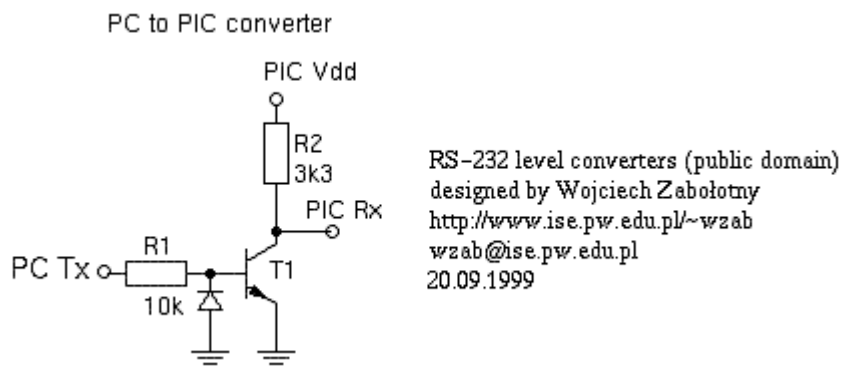 PC to PIC converter
PIC Vdd
R2
3k3
PIC Rx
R1
PC Tx
T1
10k
RS-232 level converters (public domain)
designed by Wojciech Zabołotny
http://www.ise.pw.edu.pl/~wzab
wzab@ise.pw.edu.pl
20.09.1999